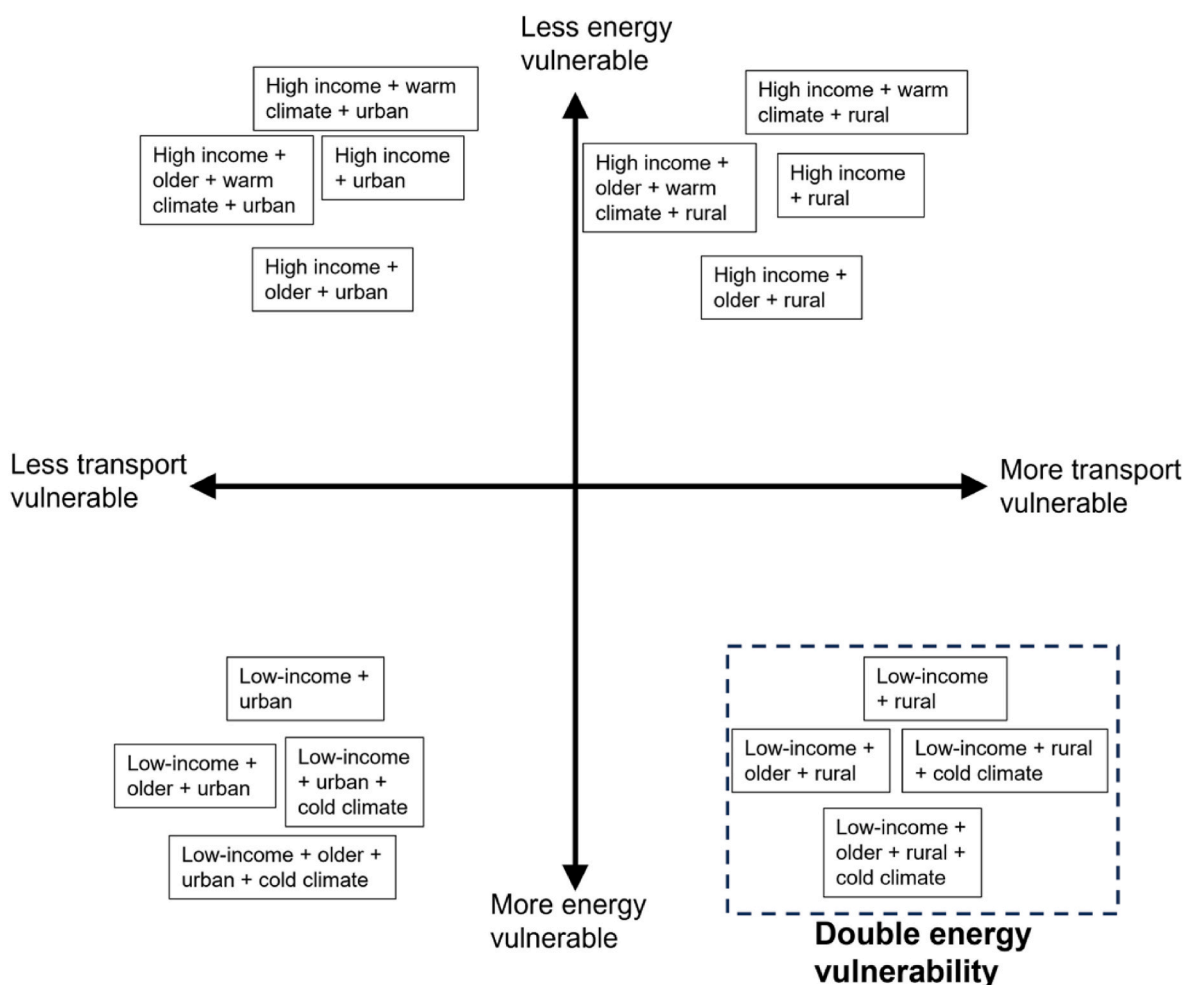 Less energy
vulnerable
High income + warm
climate + urban
High income +
older + warm
climate + urban
High income
+ urban
High income +
older + urban
High income + warm
climate + rural
High income +
older + warm
climate + rural
High income
+ rural
High income +
older + rural
Less transport
vulnerable
More transport
vulnerable
Low-income +
urban
Low-income +
older + urban
Low-income
+ urban +
cold climate
Low-income + older +
urban + cold climate
Low-income
+ rural
Low-income +
older + rural
Low-income + rural
+ cold climate
Low-income +
older + rural +
cold climate
More energy
vulnerable
Double energy
vulnerability